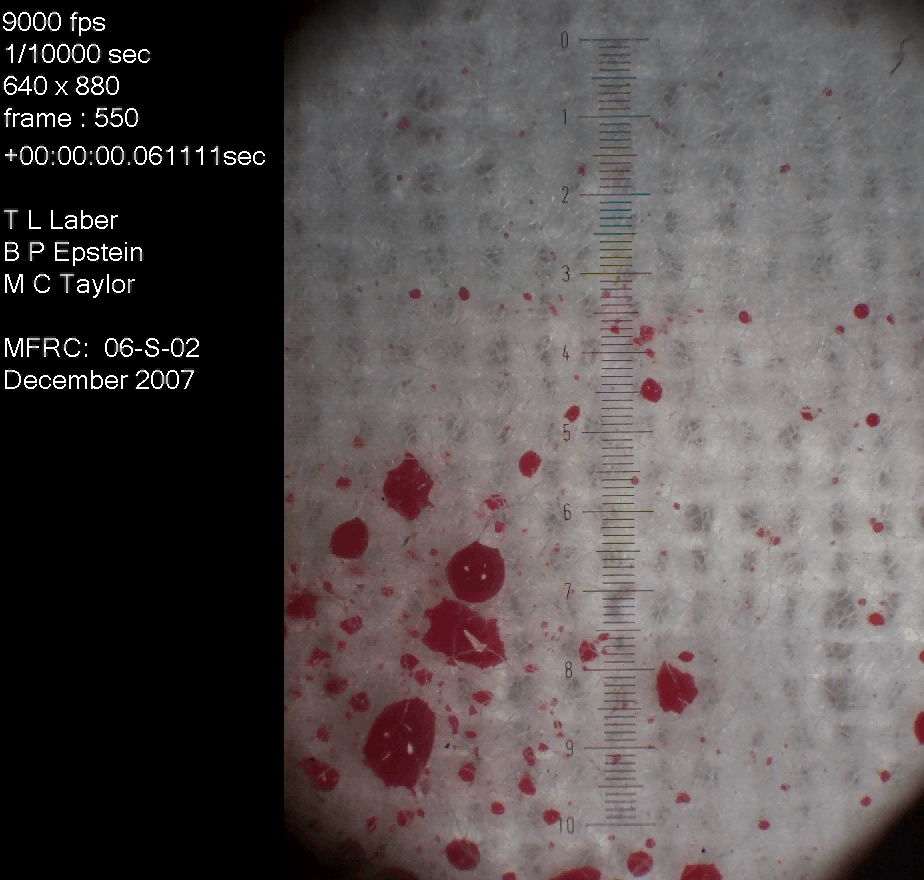 9000 fps
1/10000 sec
640 x 880
frame : 550
+00:00:00.061111sec
T L Laber
B P Epstein
M C Taylor
MFRC: 06-S-02
December 2007
0
1
2
3
4
5
6
7
8
9
10